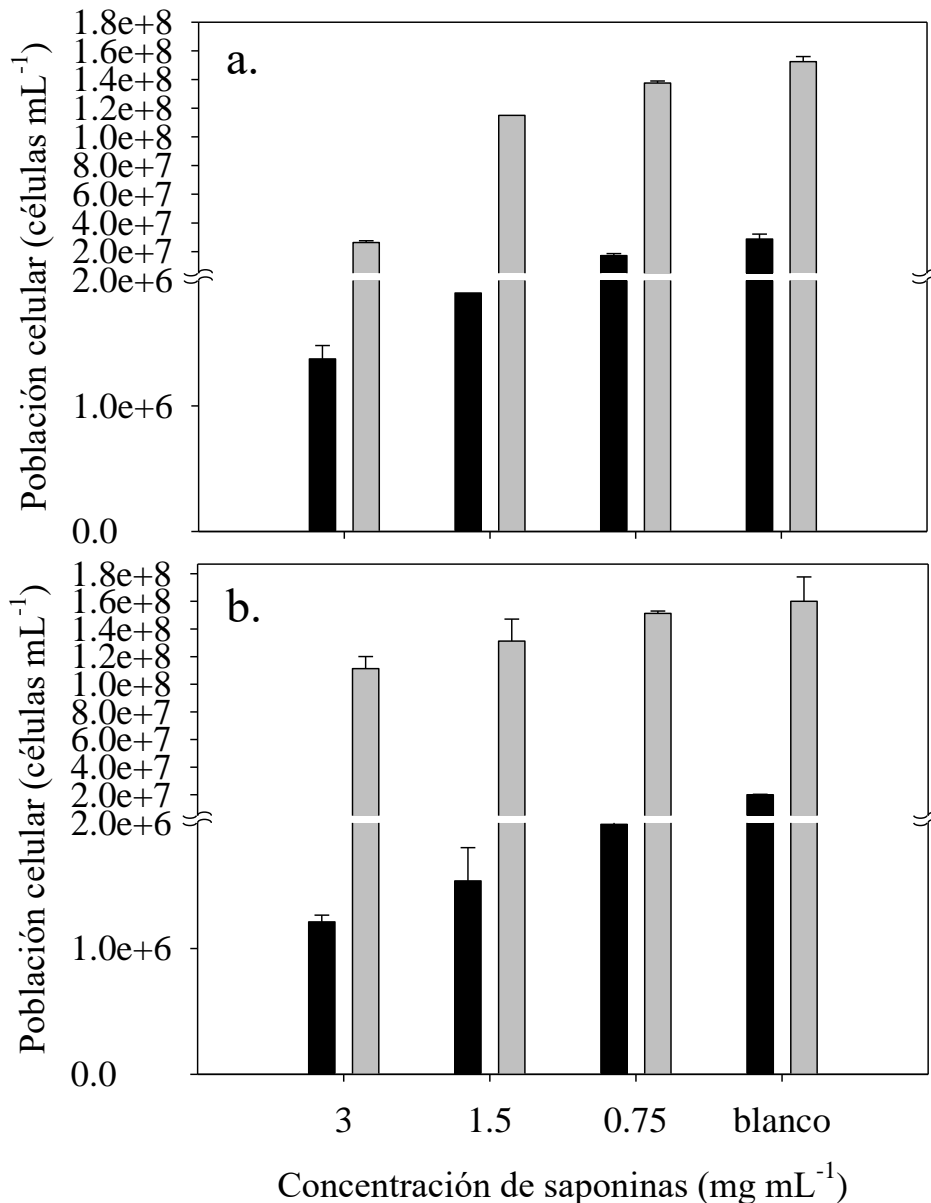 Población celular (células mL⁻¹)
a.
1.8e+8
1.6e+8
1.4e+8
1.2e+8
1.0e+8
8.0e+7
6.0e+7
4.0e+7
2.0e+7
2.0e+6
1.0e+6
0.0
Población celular (células mL⁻¹)
b.
1.8e+8
1.6e+8
1.4e+8
1.2e+8
1.0e+8
8.0e+7
6.0e+7
4.0e+7
2.0e+7
2.0e+6
1.0e+6
0.0
3 1.5 0.75 blanco
Concentración de saponinas (mg mL⁻¹)